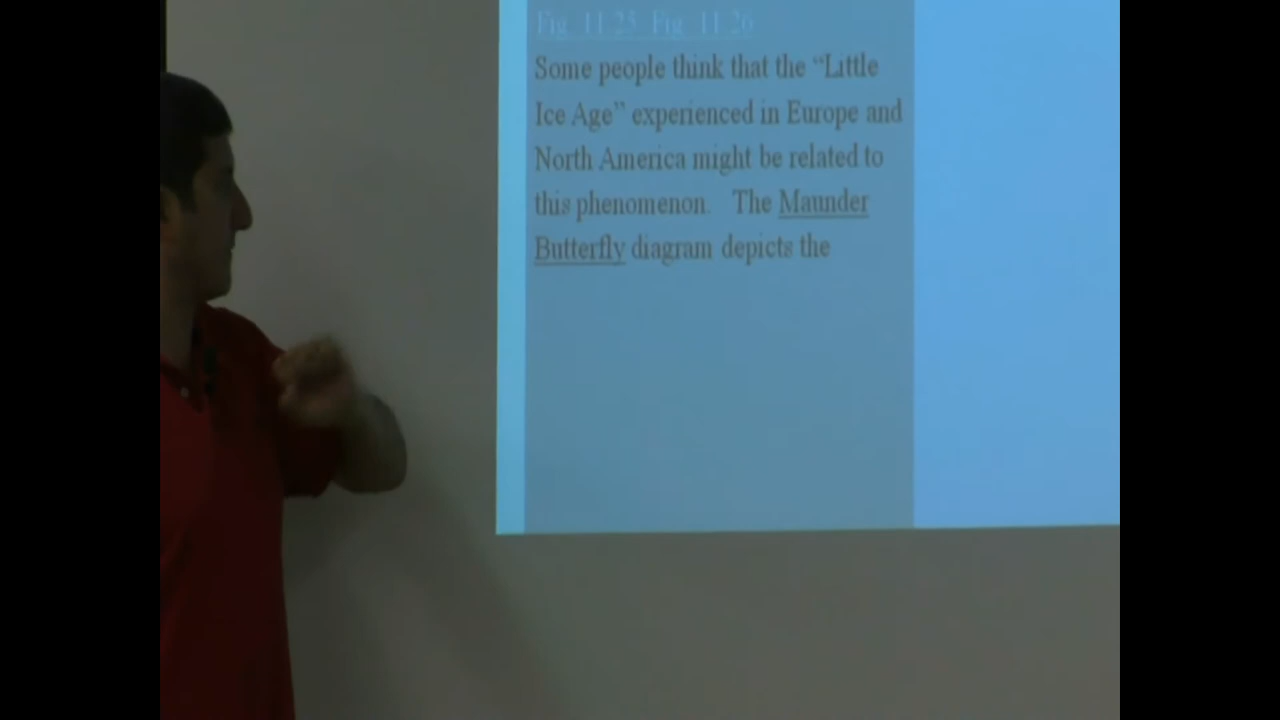 Fig. 11.25 Fig. 11.26
Some people think that the “Little
Ice Age” experienced in Europe and
North America might be related to
this phenomenon. The Maunder
Butterfly diagram depicts the